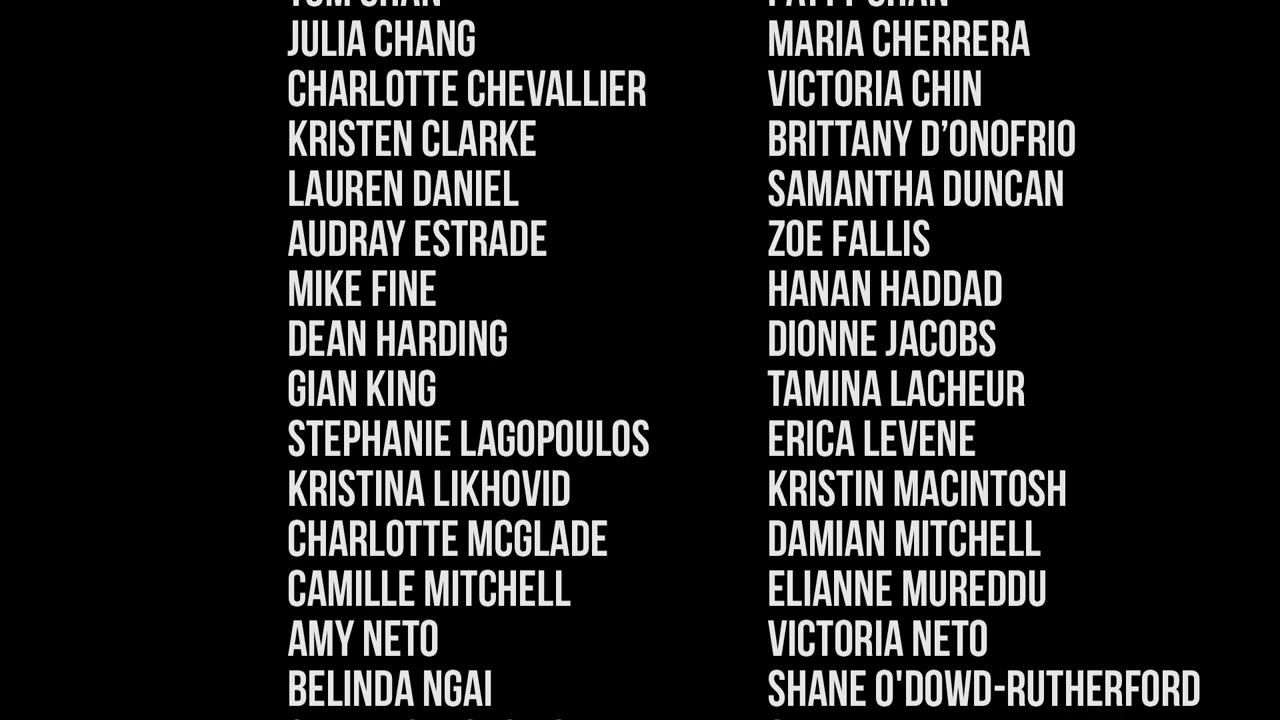 JULIA CHANG MARIA CHERRERA
CHARLOTTE CHEVALLIER VICTORIA CHIN
KRISTEN CLARKE BRITTANY D’ONOFRIO
LAUREN DANIEL SAMANTHA DUNCAN
AUDRAY ESTRADE ZOE FALLIS
MIKE FINE HANAN HADDAD
DEAN HARDING DIONNE JACOBS
GIAN KING TAMINA LACHEUR
STEPHANIE LAGOPOULOS ERICA LEVENE
KRISTINA LIKHOVID KRISTIN MACINTOSH
CHARLOTTE MCGLADE DAMIAN MITCHELL
CAMILLE MITCHELL ELIANNE MUREDDU
AMY NETO VICTORIA NETO
BELINDA NGAI SHANE O'DOWD-RUTHERFORD